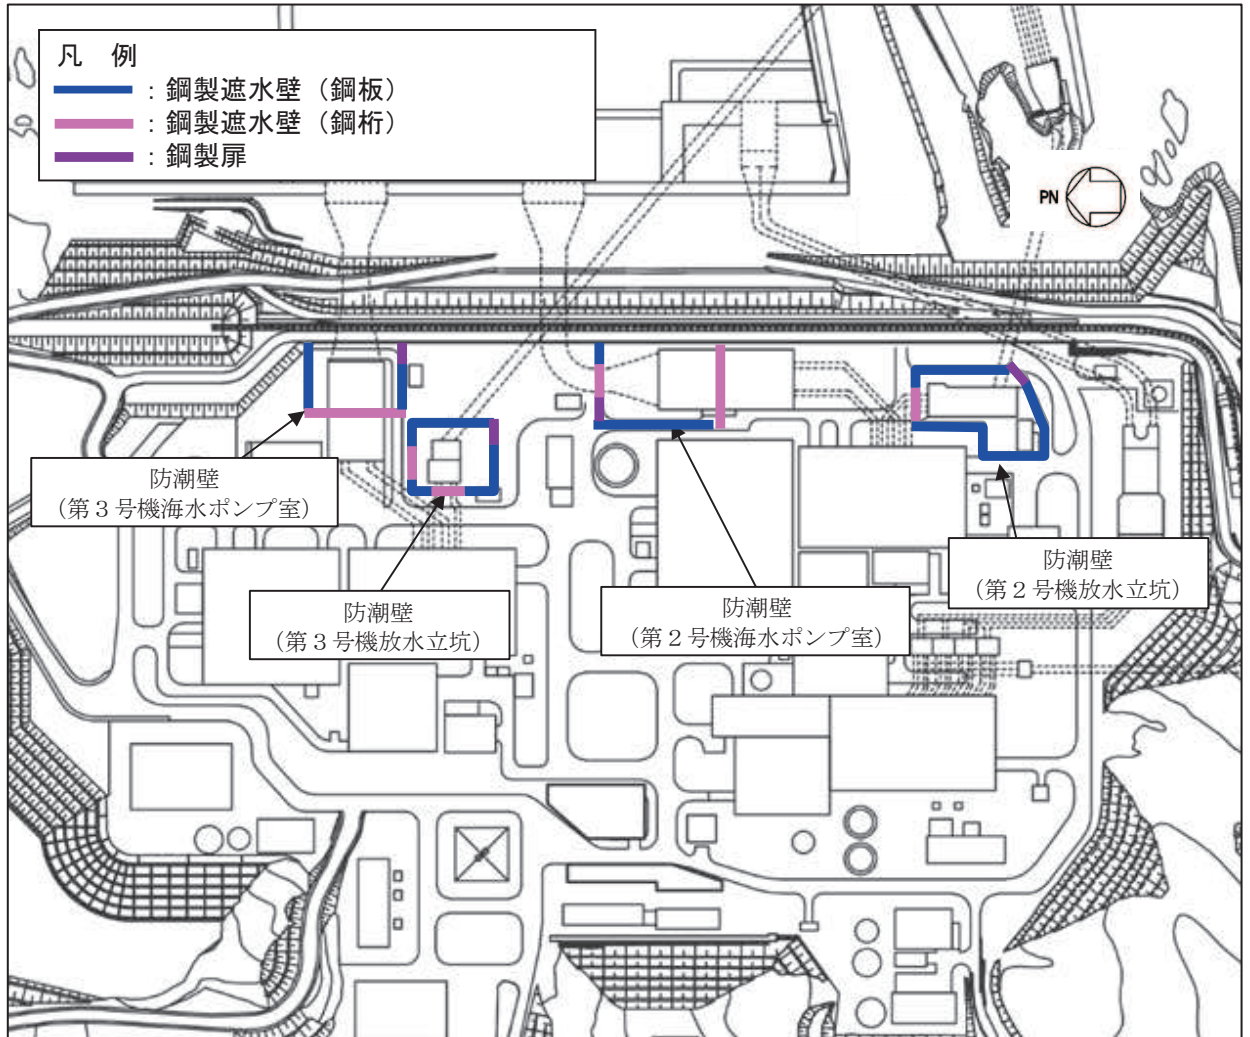 凡　例
：鋼製遮水壁（鋼板）
：鋼製遮水壁（鋼桁）
：鋼製扉
PN
防潮壁
（第３号機海水ポンプ室）
防潮壁
（第３号機放水立坑）
防潮壁
（第２号機海水ポンプ室）
防潮壁
（第２号機放水立坑）